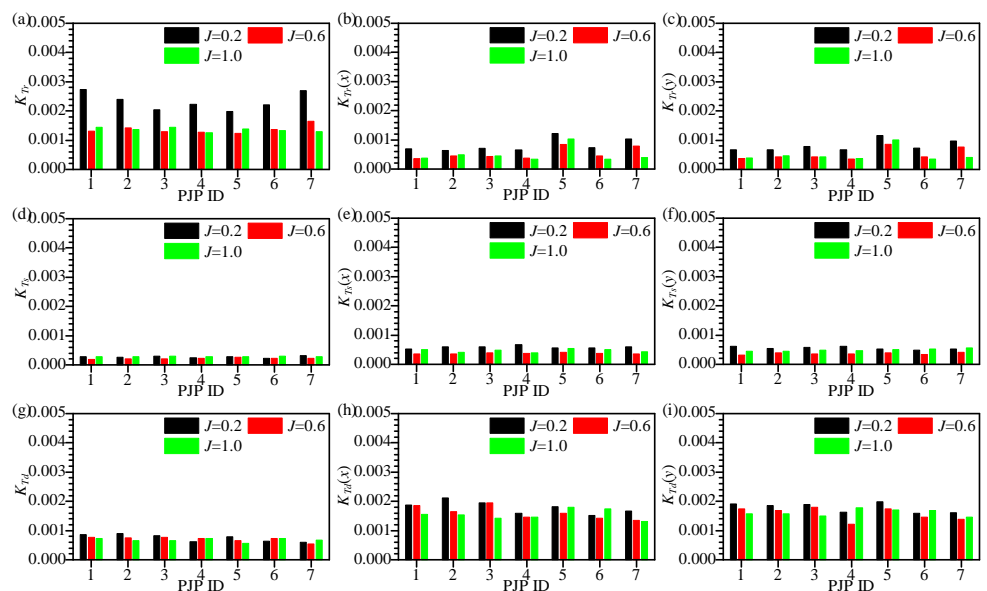 (a)
0.005
0.004
0.003
0.002
0.001
0.000
K_Tr
J=0.2 J=0.6
J=1.0
1 2 3 4 5 6 7
PJP ID
(b)
0.005
0.004
0.003
0.002
0.001
0.000
K_Tr(x)
J=0.2 J=0.6
J=1.0
1 2 3 4 5 6 7
PJP ID
(c)
0.005
0.004
0.003
0.002
0.001
0.000
K_Tr(y)
J=0.2 J=0.6
J=1.0
1 2 3 4 5 6 7
PJP ID
(d)
0.005
0.004
0.003
0.002
0.001
0.000
K_Ts
J=0.2 J=0.6
J=1.0
1 2 3 4 5 6 7
PJP ID
(e)
0.005
0.004
0.003
0.002
0.001
0.000
K_Ts(x)
J=0.2 J=0.6
J=1.0
1 2 3 4 5 6 7
PJP ID
(f)
0.005
0.004
0.003
0.002
0.001
0.000
K_Ts(y)
J=0.2 J=0.6
J=1.0
1 2 3 4 5 6 7
PJP ID
(g)
0.005
0.004
0.003
0.002
0.001
0.000
K_Td
J=0.2 J=0.6
J=1.0
1 2 3 4 5 6 7
PJP ID
(h)
0.005
0.004
0.003
0.002
0.001
0.000
K_Td(x)
J=0.2 J=0.6
J=1.0
1 2 3 4 5 6 7
PJP ID
(i)
0.005
0.004
0.003
0.002
0.001
0.000
K_Td(y)
J=0.2 J=0.6
J=1.0
1 2 3 4 5 6 7
PJP ID